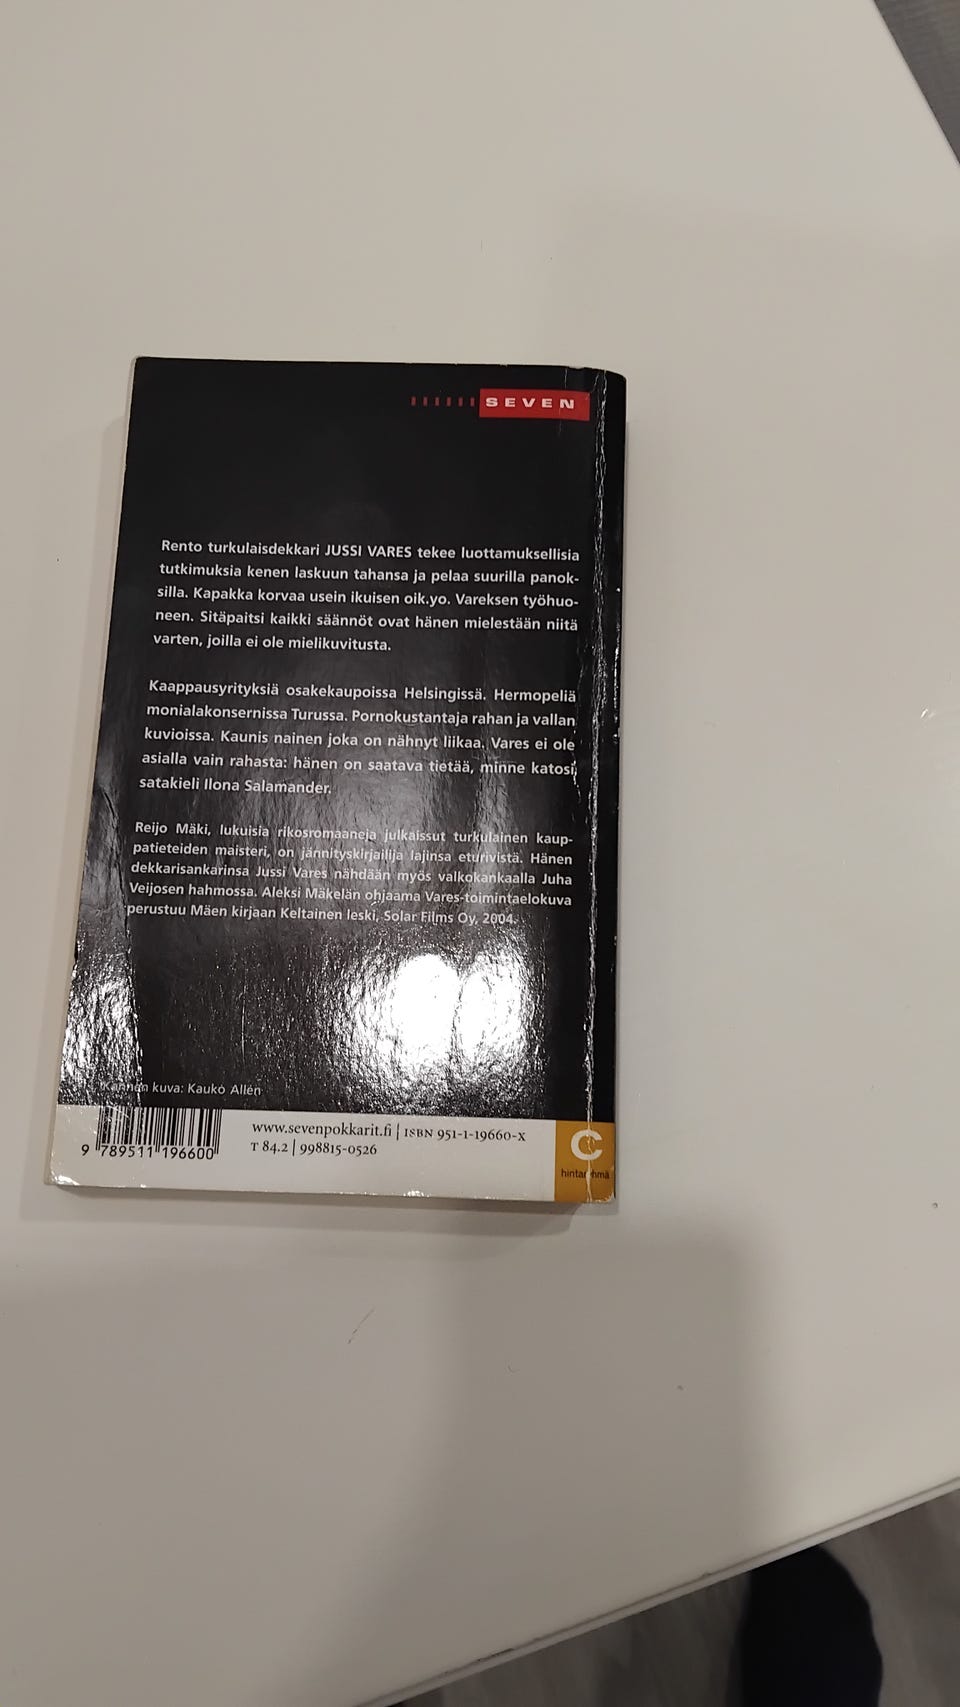 SEVEN
Rento turkulaisdekkari JUSSI VARES tekee luottamuksellisia
tutkimuksia kenen laskuun tahansa ja pelaa suurilla panok-
silla. Kapakka korvaa usein ikuisen oik.yo. Vareksen työhuo-
neen. Sitäpaitsi kaikki säännöt ovat hänen mielestään niitä
varten, joilla ei ole mielikuvitusta.
Kaappausyrityksiä osakekaupoissa Helsingissä. Hermopeliä
monialakonsernissa Turussa. Pornokustantaja rahan ja vallan
kuvioissa. Kaunis nainen joka on nähnyt liikaa. Vares ei ole
asialla vain rahasta: hänen on saatava tietää, minne katosi
satakieli Ilona Salamander.
Reijo Mäki, lukuisia rikosromaaneja julkaissut turkulainen kaup-
patieteiden maisteri, on jännityskirjailija lajinsa eturivistä. Hänen
dekkarisankarinsa Jussi Vares nähdään myös valkokankaalla Juha
Veijosen hahmossa. Aleksi Mäkelän ohjaama Vares-toimintaelokuva
perustuu Mäen kirjaan Keltainen leski, Solar Films Oy, 2004.
Kannen kuva: Kauko Allén
www.sevenpokkarit.fi | ISBN 951-1-19660-X
T 84.2 | 998815-0526
9 789511 196600
C
hintaryhmä